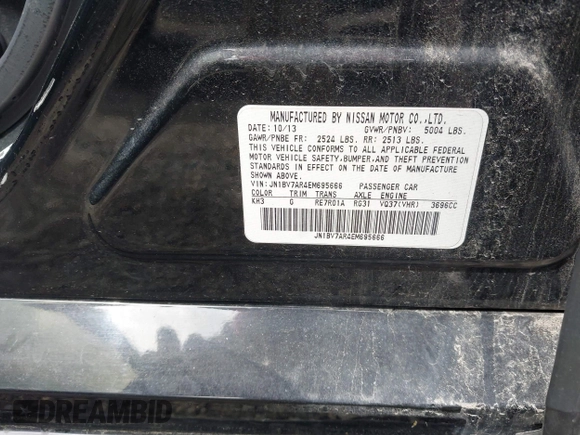 MANUFACTURED BY NISSAN MOTOR CO.,LTD.
DATE: 10/13 GVWR/PNBV: 5004 LBS.
GAWR/PNBE FR: 2524 LBS. RR: 2513 LBS.
THIS VEHICLE CONFORMS TO ALL APPLICABLE FEDERAL
MOTOR VEHICLE SAFETY,BUMPER,AND THEFT PREVENTION
STANDARDS IN EFFECT ON THE DATE OF MANUFACTURE
SHOWN ABOVE.
VIN: JN1BV7AR4EM695666 PASSENGER CAR
COLOR TRIM TRANS AXLE ENGINE
KH3 G RE7R01A RG31 VQ37(VHR) 3696CC
JN1BV7AR4EM695666
DREAMBID